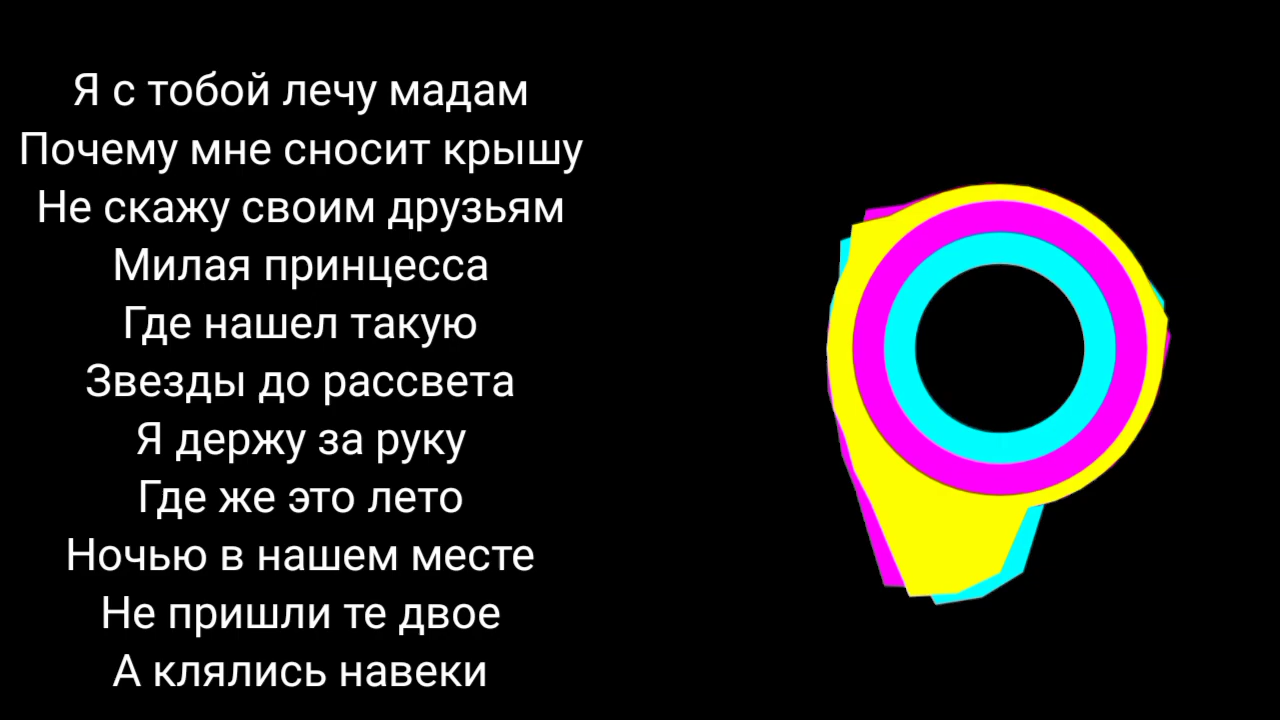 Я с тобой лечу мадам
Почему мне сносит крышу
Не скажу своим друзьям
Милая принцесса
Где нашел такую
Звезды до рассвета
Я держу за руку
Где же это лето
Ночью в нашем месте
Не пришли те двое
А клялись навеки